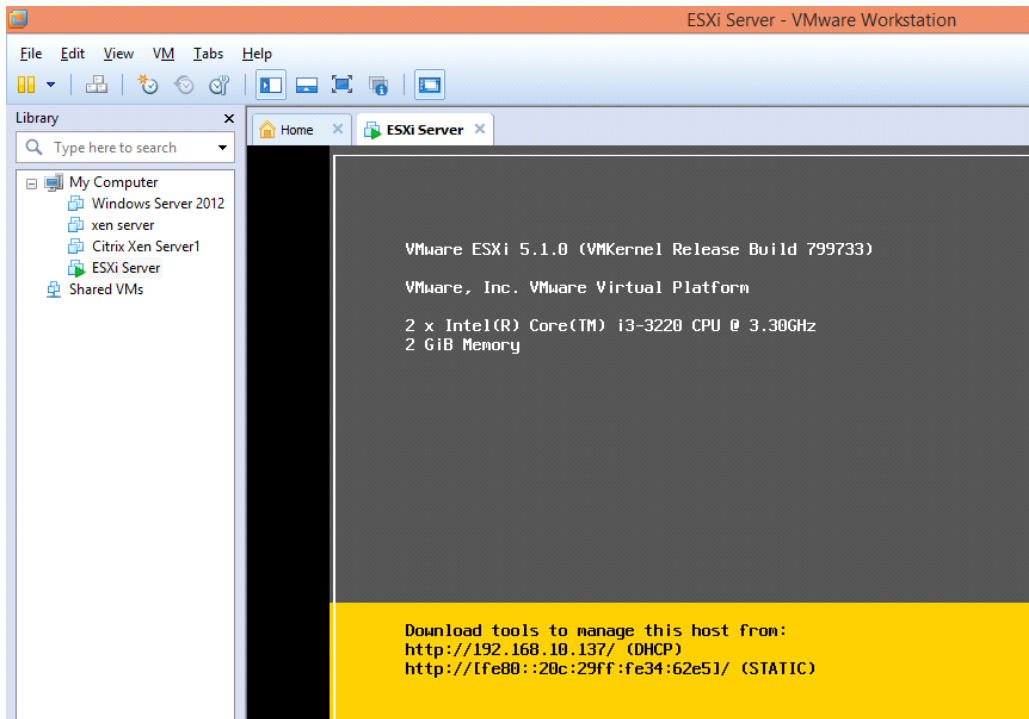 ESXi Server - VMware Workstation
File Edit View VM Tabs Help
Library
Type here to search
My Computer
Windows Server 2012
xen server
Citrix Xen Server1
ESXi Server
Shared VMs
Home
ESXi Server
VMware ESXi 5.1.0 (VMKernel Release Build 799733)
VMware, Inc. VMware Virtual Platform
2 x Intel(R) Core(TM) i3-3220 CPU @ 3.30GHz
2 GiB Memory
Download tools to manage this host from:
http://192.168.10.137/ (DHCP)
http://[fe80::20c:29ff:fe34:62e5]/ (STATIC)